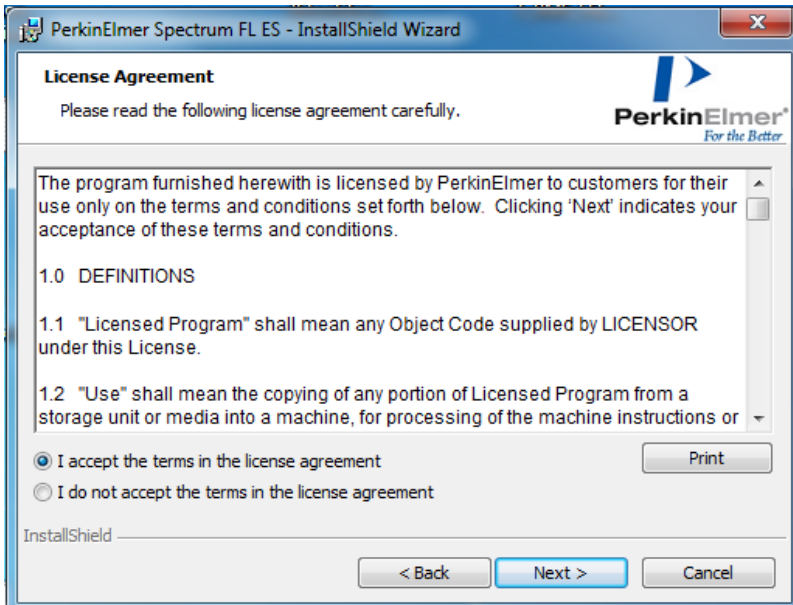 PerkinElmer Spectrum FL ES - InstallShield Wizard
License Agreement
Please read the following license agreement carefully.
PerkinElmer
For the Better
The program furnished herewith is licensed by PerkinElmer to customers for their
use only on the terms and conditions set forth below.  Clicking ‘Next’ indicates your
acceptance of these terms and conditions.
1.0   DEFINITIONS
1.1   "Licensed Program" shall mean any Object Code supplied by LICENSOR
under this License.
1.2   "Use" shall mean the copying of any portion of Licensed Program from a
storage unit or media into a machine, for processing of the machine instructions or
I accept the terms in the license agreement
Print
I do not accept the terms in the license agreement
InstallShield
< Back
Next >
Cancel